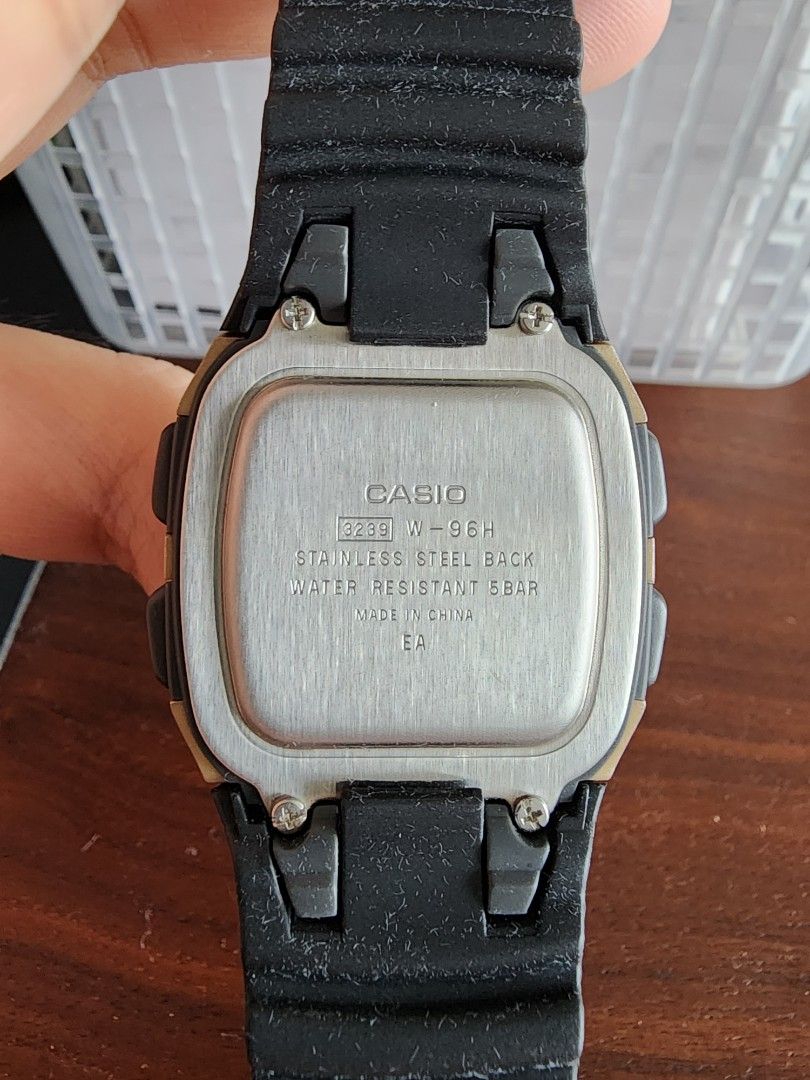 CASIO
3239 W-96H
STAINLESS STEEL BACK
WATER RESISTANT 5BAR
MADE IN CHINA
EA